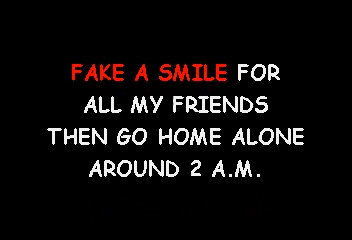 FAKE A SMILE FOR
ALL MY FRIENDS
THEN GO HOME ALONE
AROUND 2 A.M.